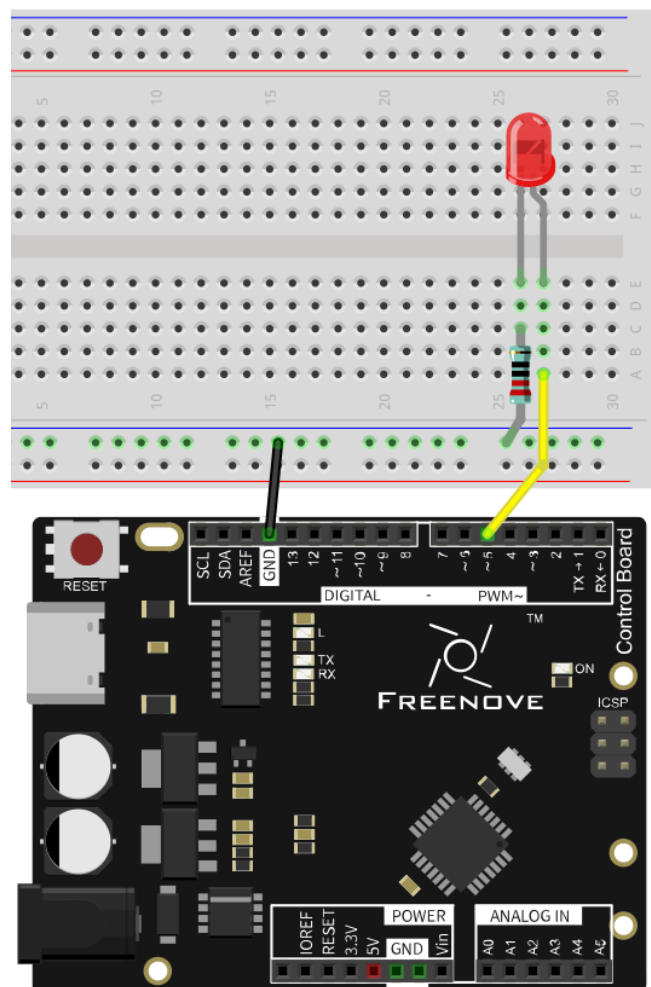 5 10 15 20 25 30
J
I
H
G
F
E
D
C
B
A
5 10 15 20 25 30
RESET
SCL
SDA
AREF
GND
13
12
~11
~10
~9
8
7
~6
~5
4
~3
2
TX→1
RX←0
DIGITAL - PWM~
Control Board
TM
L
TX
RX
FREENOVE
ON
ICSP
POWER
ANALOG IN
IOREF
RESET
3.3V
5V
GND
Vin
A0
A1
A2
A3
A4
A5